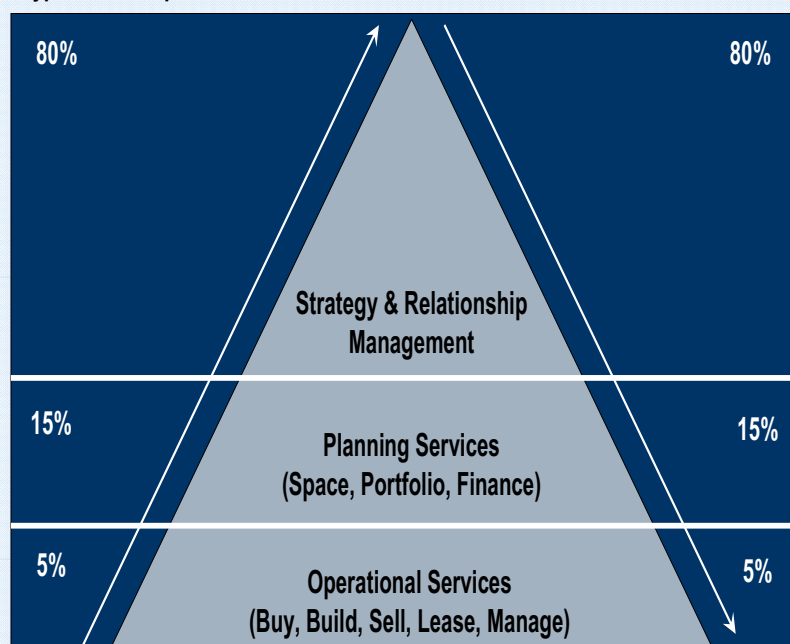 80%
80%
Strategy & Relationship
Management
15%
15%
Planning Services
(Space, Portfolio, Finance)
5%
5%
Operational Services
(Buy, Build, Sell, Lease, Manage)